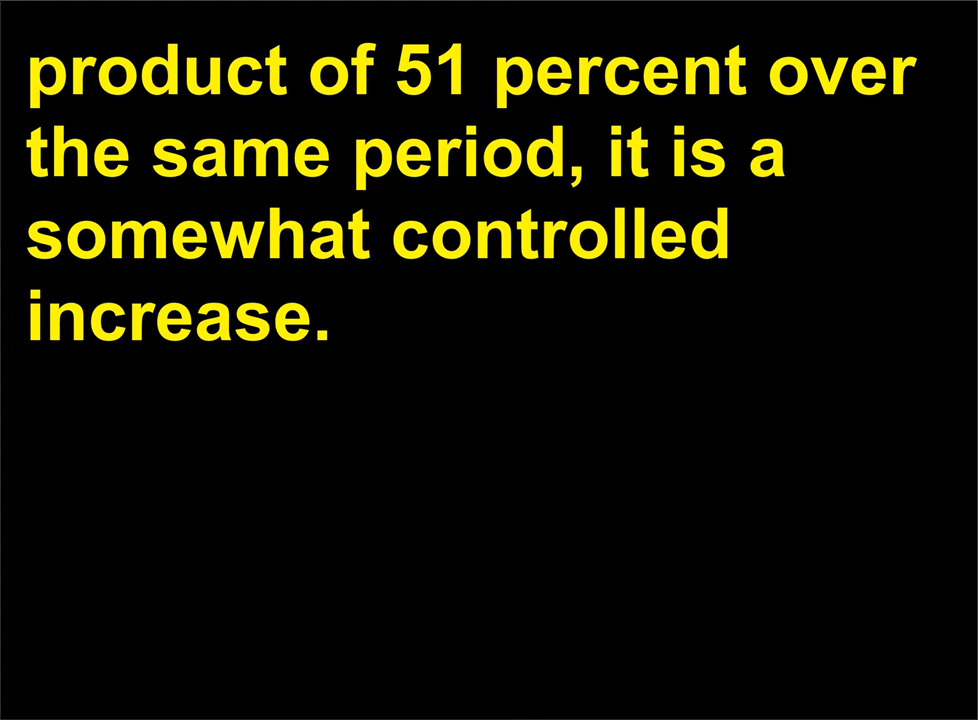 product of 51 percent over
the same period, it is a
somewhat controlled
increase.